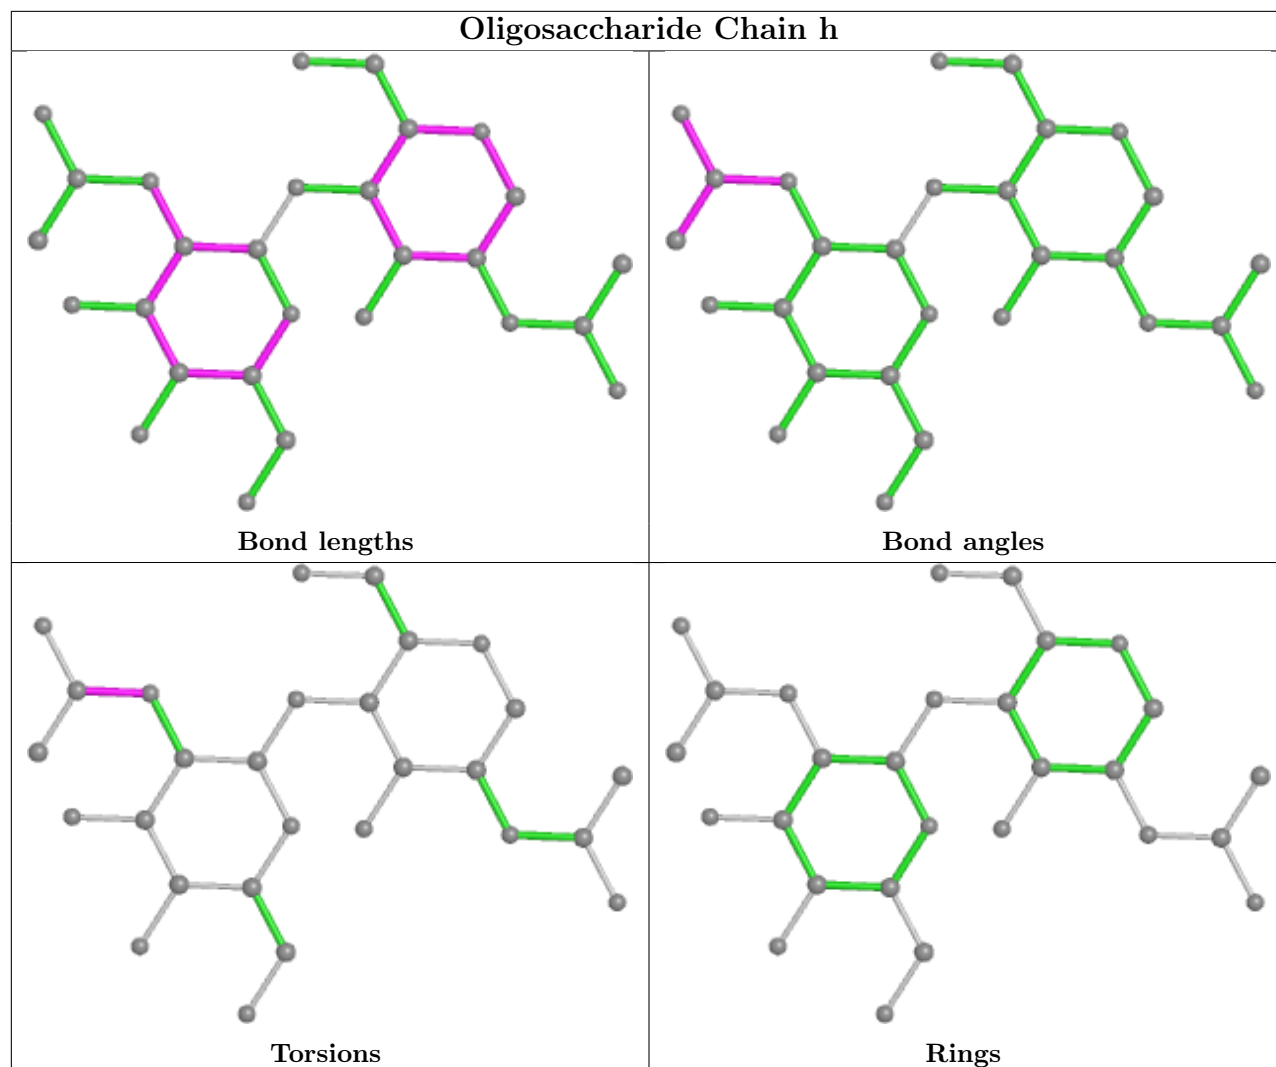 Oligosaccharide Chain h
Bond lengths
Bond angles
Torsions
Rings